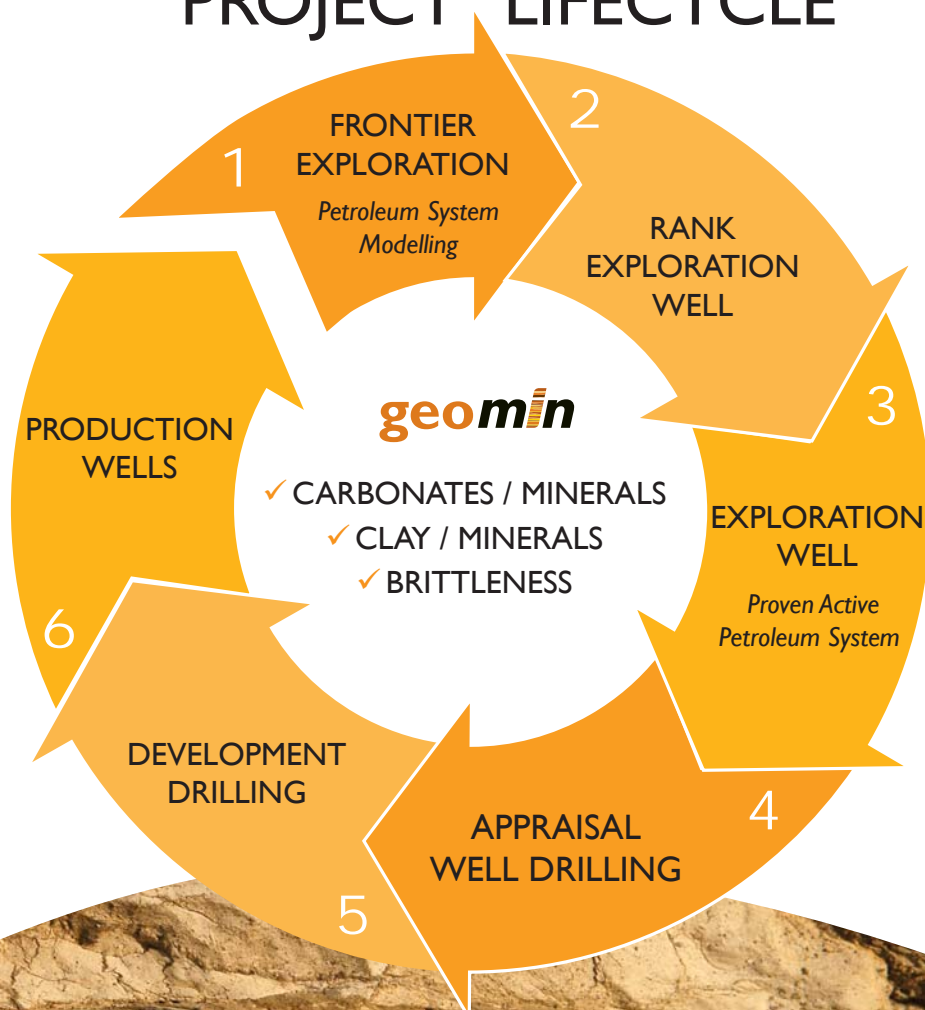 PROJECT LIFECYCLE
1
FRONTIER
EXPLORATION
Petroleum System
Modelling
2
RANK
EXPLORATION
WELL
3
EXPLORATION
WELL
Proven Active
Petroleum System
4
APPRAISAL
WELL DRILLING
5
DEVELOPMENT
DRILLING
6
PRODUCTION
WELLS
geomin
✓ CARBONATES / MINERALS
✓ CLAY / MINERALS
✓ BRITTLENESS